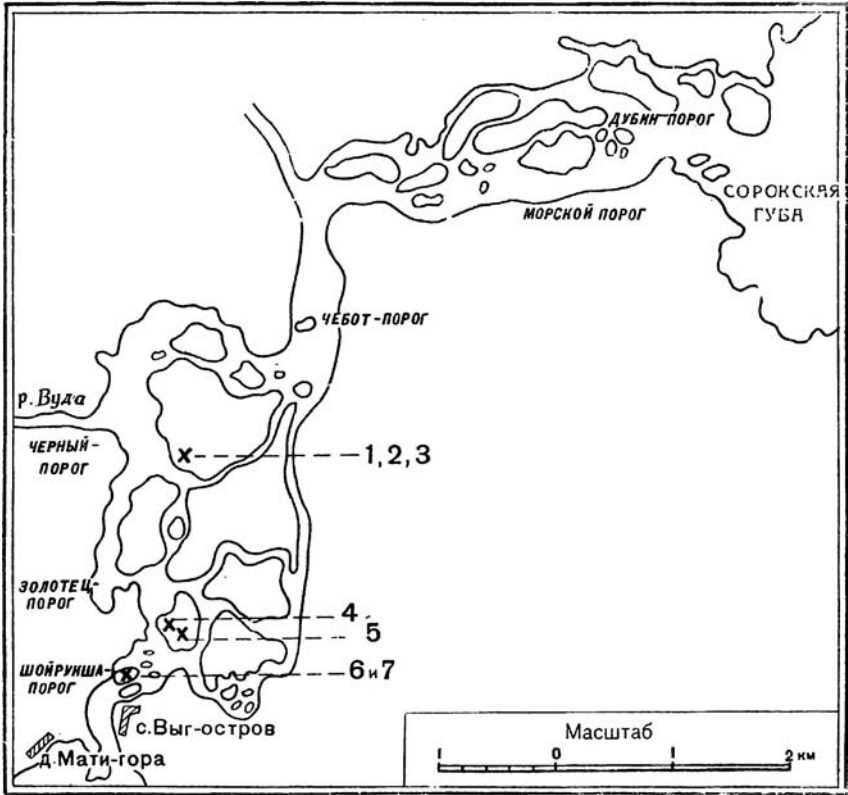 ДУБИН ПОРОГ
СОРОКСКАЯ
ГУБА
МОРСКОЙ ПОРОГ
ЧЕБОТ-ПОРОГ
р. Вуда
ЧЕРНЫЙ-
ПОРОГ
1, 2, 3
ЗОЛОТЕЦ-
ПОРОГ
4
5
ШОЙРУКША-
ПОРОГ
6 и 7
с.Выг-остров
д.Мати-гора
Масштаб
1 0 1 2 км